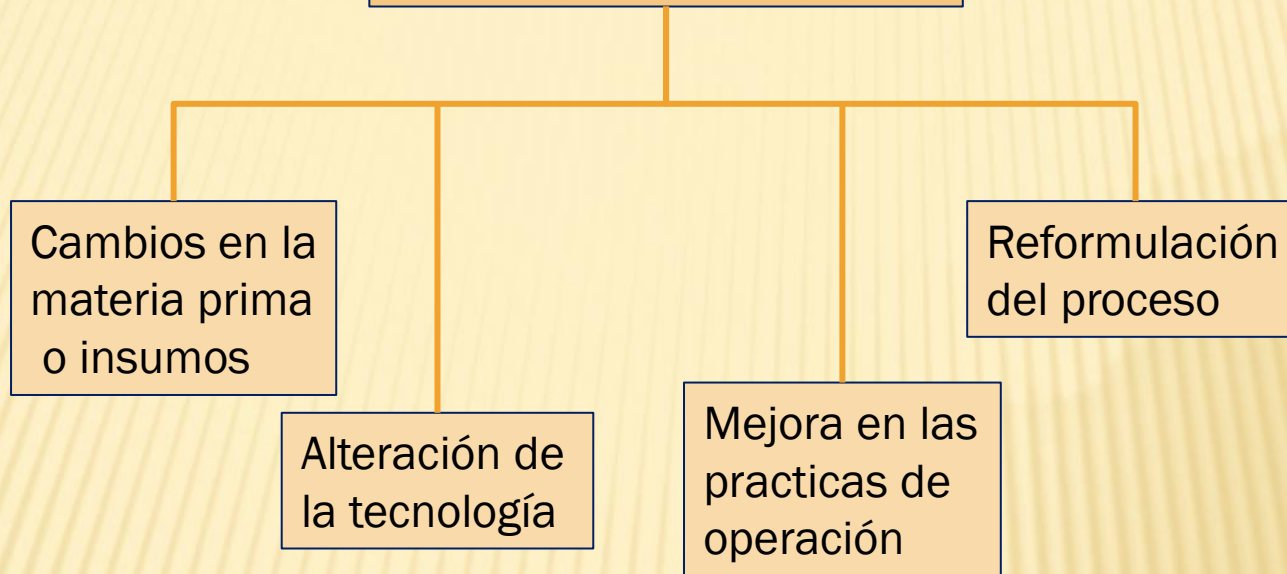 Cambios en la
materia prima
o insumos
Alteración de
la tecnología
Mejora en las
practicas de
operación
Reformulación
del proceso